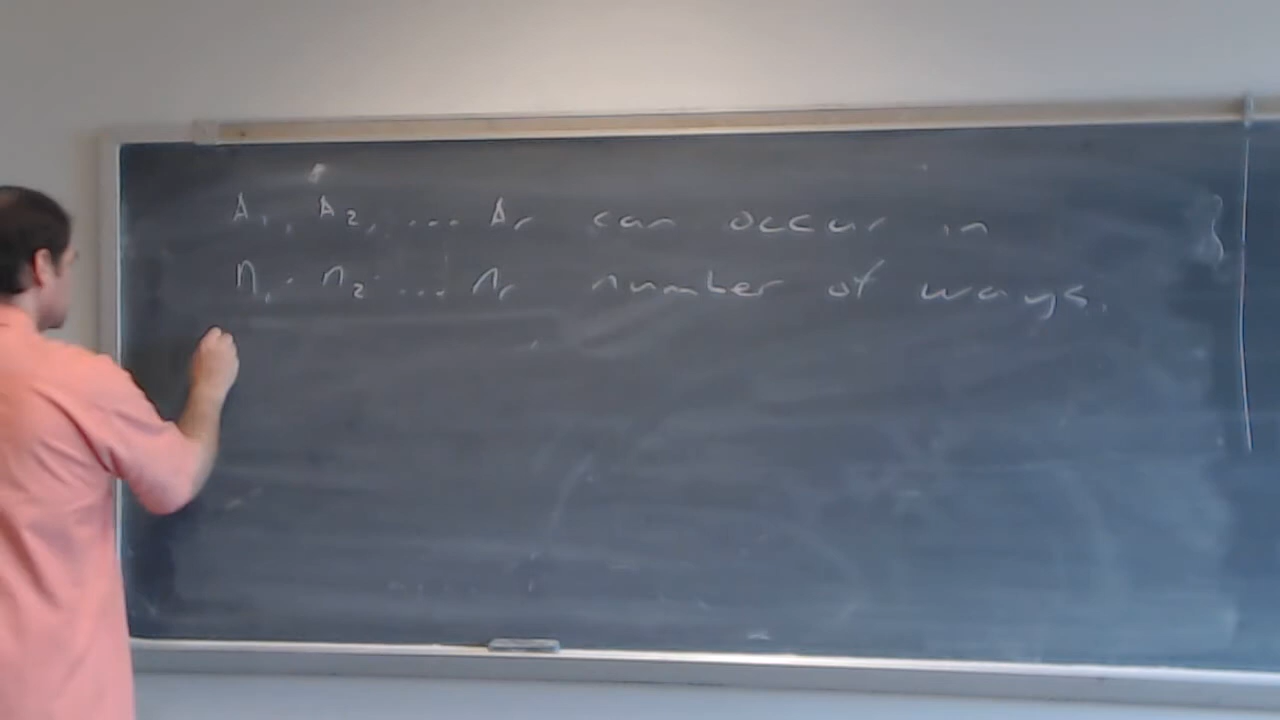 A₁, A₂, ... Aᵣ can occur in
n₁ · n₂ · ... nᵣ number of ways.